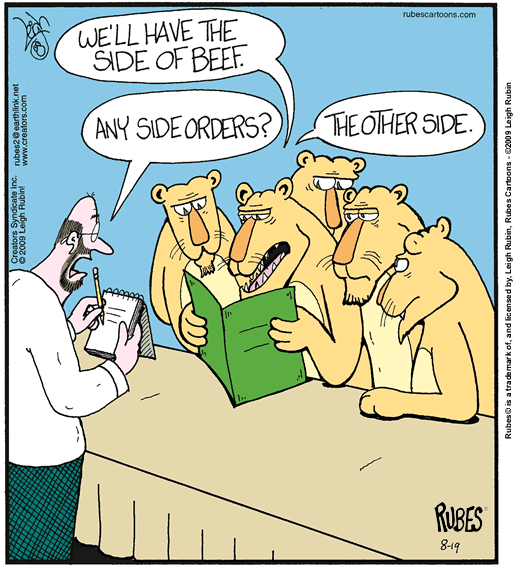 rubescartoons.com
WE'LL HAVE THE
SIDE OF BEEF.
ANY SIDE ORDERS?
THE OTHER SIDE.
rubes2@earthlink.net
www.creators.com
Creators Syndicate Inc.
© 2009 Leigh Rubin!
Rubes© is a trademark of, and licensed by, Leigh Rubin, Rubes Cartoons - ©2009 Leigh Rubin
RUBES®
8-19